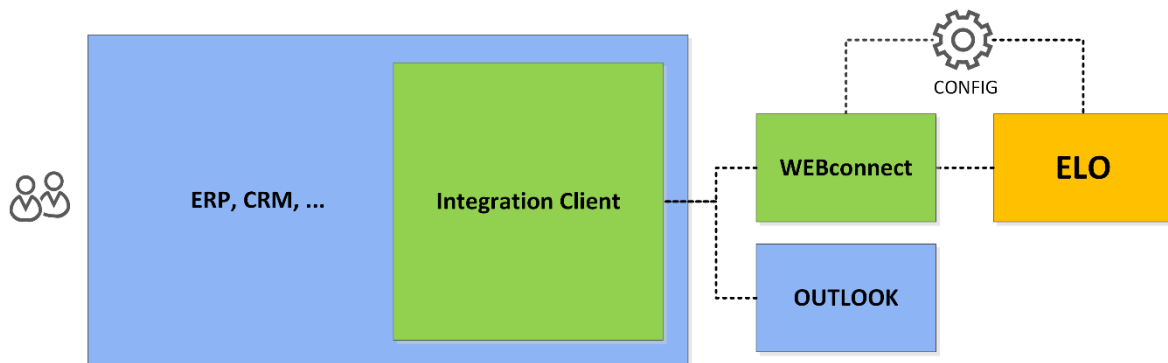 ERP, CRM, ...
Integration Client
CONFIG
WEBconnect
ELO
OUTLOOK